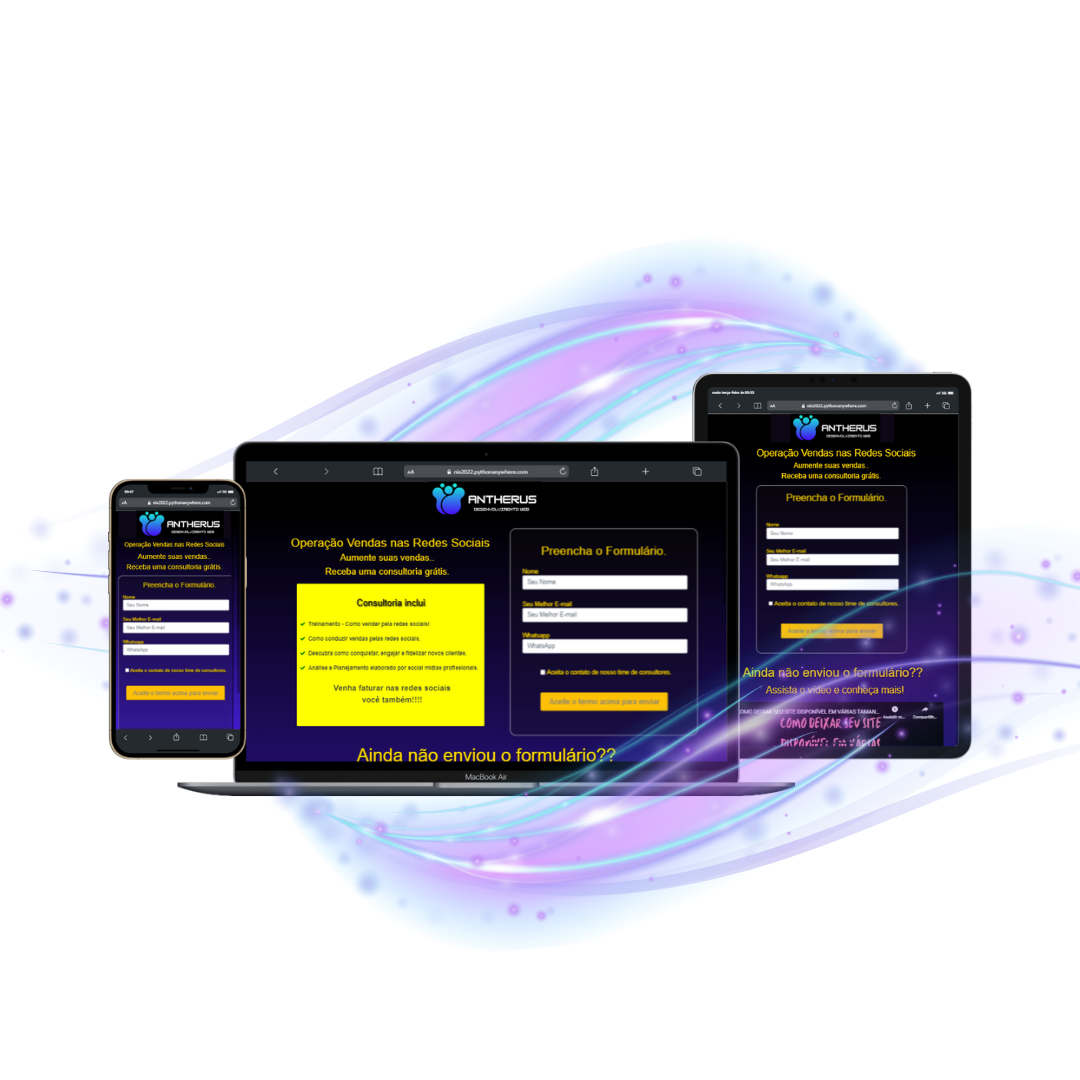 09:47
AA nix2022.pythonanywhere.com
ANTHERUS
DESENVOLVIMENTO WEB
Operação Vendas nas Redes Sociais
Aumente suas vendas..
Receba uma consultoria grátis.
Preencha o Formulário.
Nome
Seu Nome
Seu Melhor E-mail
Seu Melhor E-mail
Whatsapp
WhatsApp
Aceita o contato de nosso time de consultores.
Aceite o termo acima para enviar
AA nix2022.pythonanywhere.com
ANTHERUS
DESENVOLVIMENTO WEB
Operação Vendas nas Redes Sociais
Aumente suas vendas..
Receba uma consultoria grátis.
Consultoria inclui
Treinamento - Como vender pela redes sociais!
Como conduzir vendas pelas redes sociais.
Descubra como conquistar, engajar e fidelizar novos clientes.
Análise e Planejamento elaborado por social mídias profissionais.
Venha faturar nas redes sociais
você também!!!!
Preencha o Formulário.
Nome
Seu Nome
Seu Melhor E-mail
Seu Melhor E-mail
Whatsapp
WhatsApp
Aceita o contato de nosso time de consultores.
Aceite o termo acima para enviar
Ainda não enviou o formulário??
MacBook Air
AA nix2022.pythonanywhere.com
ANTHERUS
DESENVOLVIMENTO WEB
Operação Vendas nas Redes Sociais
Aumente suas vendas..
Receba uma consultoria grátis.
Preencha o Formulário.
Nome
Seu Nome
Seu Melhor E-mail
Seu Melhor E-mail
Whatsapp
WhatsApp
Aceita o contato de nosso time de consultores.
Aceite o termo acima para enviar
Ainda não enviou o formulário??
Assista o vídeo e conheça mais!
COMO DEIXAR SEU SITE DISPONÍVEL EM VÁRIAS TAMAN...
Assistir m...
Compartilh...
COMO DEIXAR SEU SITE
DISPONÍVEL EM VÁRIAS